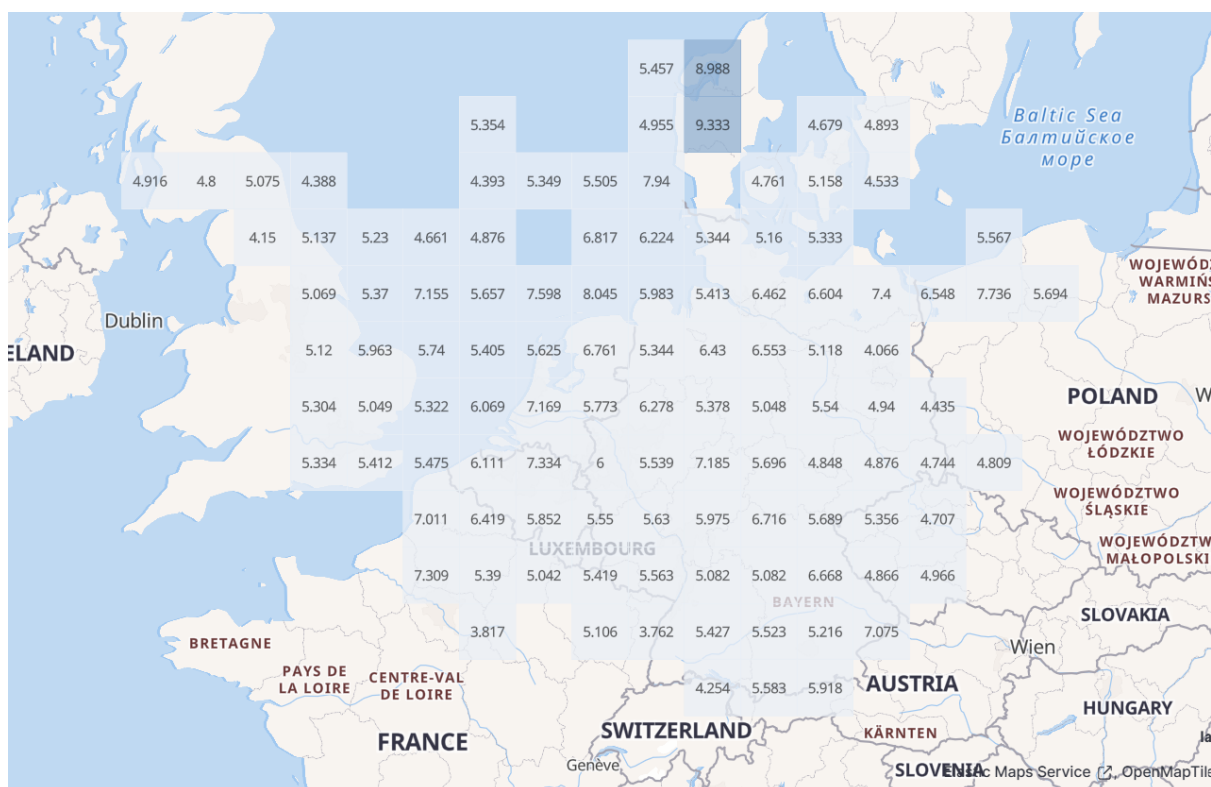 5.457 8.988
Baltic Sea
Балтийское
море
5.354 4.955 9.333 4.679 4.893
4.916 4.8 5.075 4.388 4.393 5.349 5.505 7.94 4.761 5.158 4.533
4.15 5.137 5.23 4.661 4.876 6.817 6.224 5.344 5.16 5.333 5.567
WOJEWÓDZ
WARMIŃS
MAZURS
5.069 5.37 7.155 5.657 7.598 8.045 5.983 5.413 6.462 6.604 7.4 6.548 7.736 5.694
Dublin
ELAND
5.12 5.963 5.74 5.405 5.625 6.761 5.344 6.43 6.553 5.118 4.066
POLAND W
5.304 5.049 5.322 6.069 7.169 5.773 6.278 5.378 5.048 5.54 4.94 4.435
WOJEWÓDZTWO
ŁÓDZKIE
5.334 5.412 5.475 6.111 7.334 6 5.539 7.185 5.696 4.848 4.876 4.744 4.809
WOJEWÓDZTWO
ŚLĄSKIE
7.011 6.419 5.852 5.55 5.63 5.975 6.716 5.689 5.356 4.707
LUXEMBOURG
WOJEWÓDZTW
MAŁOPOLSKI
7.309 5.39 5.042 5.419 5.563 5.082 5.082 6.668 4.866 4.966
BAYERN
SLOVAKIA
3.817 5.106 3.762 5.427 5.523 5.216 7.075
BRETAGNE
Wien
PAYS DE
LA LOIRE
CENTRE-VAL
DE LOIRE
4.254 5.583 5.918
AUSTRIA
HUNGARY
SWITZERLAND
KÄRNTEN
FRANCE
Genève
SLOVENIA
Elastic Maps Service , OpenMapTile